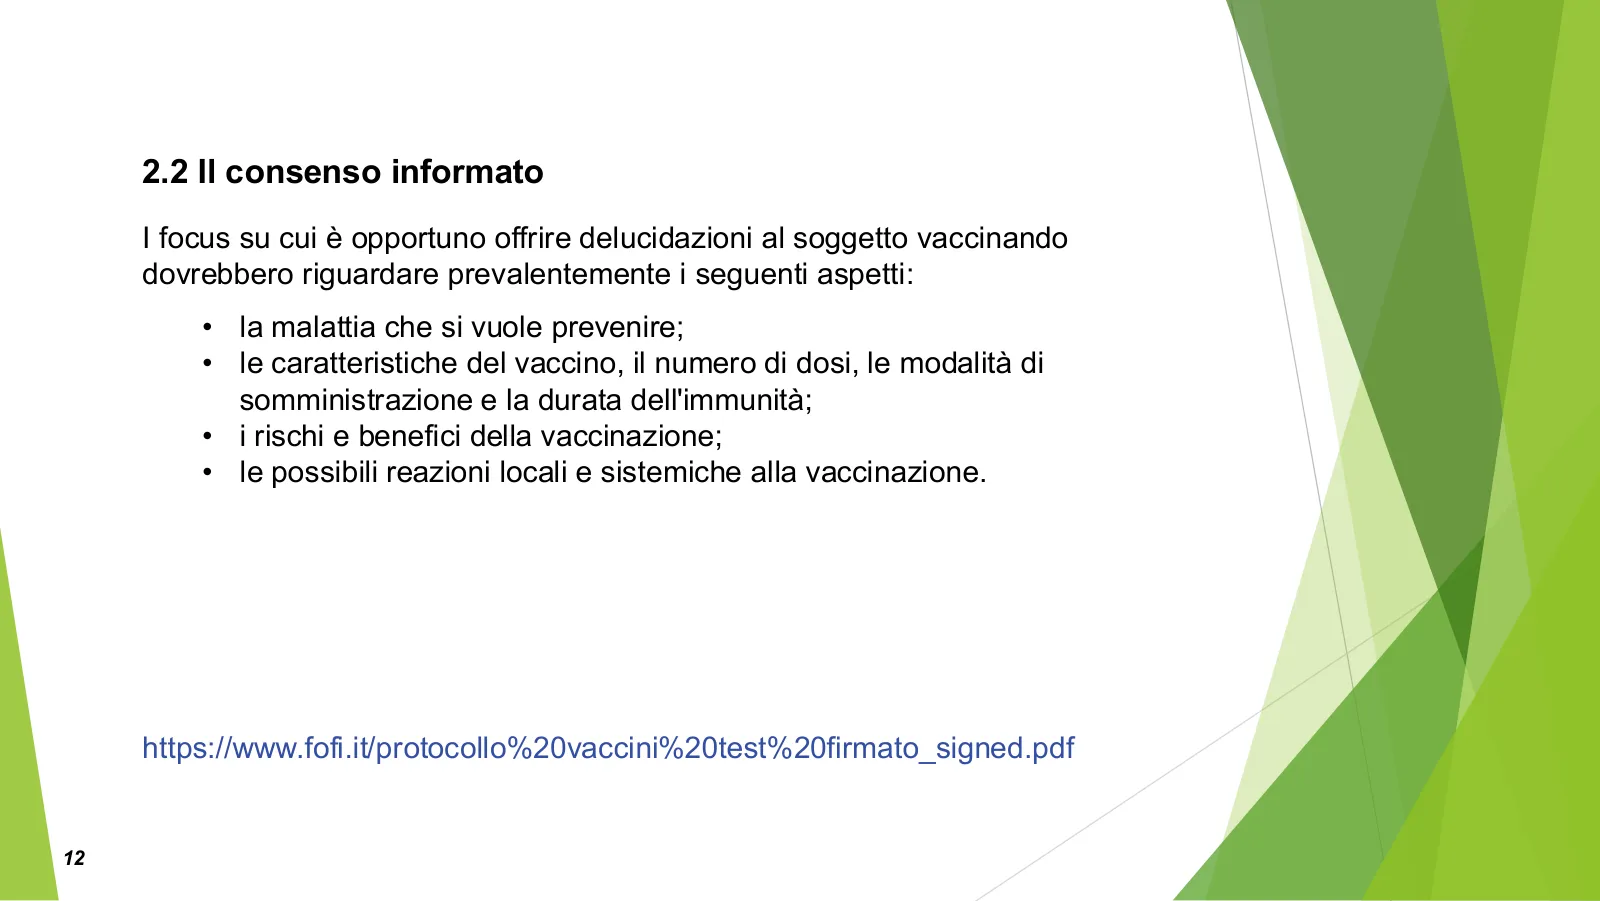 2.2 Il consenso informato
I focus su cui è opportuno offrire delucidazioni al soggetto vaccinando
dovrebbero riguardare prevalentemente i seguenti aspetti:
• la malattia che si vuole prevenire;
• le caratteristiche del vaccino, il numero di dosi, le modalità di
somministrazione e la durata dell'immunità;
• i rischi e benefici della vaccinazione;
• le possibili reazioni locali e sistemiche alla vaccinazione.
https://www.fofi.it/protocollo%20vaccini%20test%20firmato_signed.pdf
12